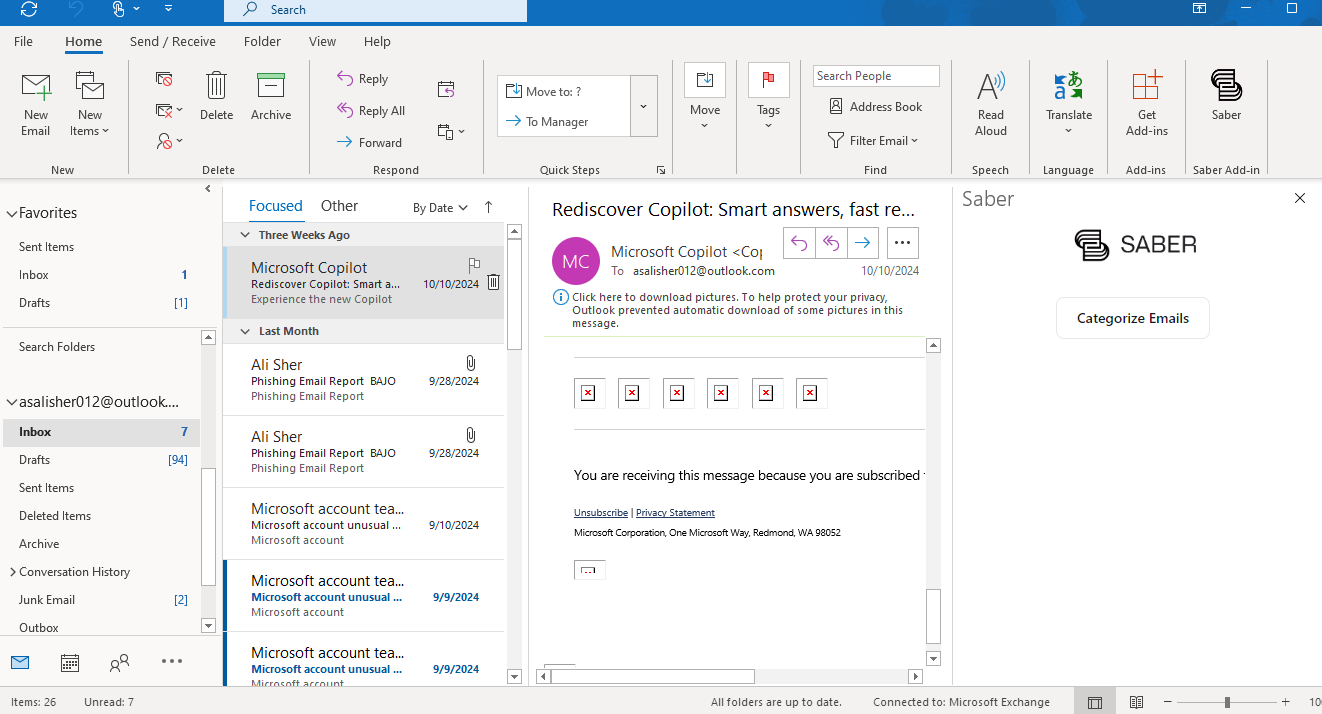 Search
File Home Send / Receive Folder View Help
New Email
New Items
New
Delete
Archive
Delete
Reply
Reply All
Forward
Respond
Move to: ?
To Manager
Quick Steps
Move
Tags
Search People
Address Book
Filter Email
Find
Read Aloud
Speech
Translate
Language
Get Add-ins
Add-ins
Saber
Saber Add-in
Favorites
Sent Items
Inbox 1
Drafts [1]
Search Folders
asalisher012@outlook....
Inbox 7
Drafts [94]
Sent Items
Deleted Items
Archive
Conversation History
Junk Email [2]
Outbox
Focused Other By Date
Three Weeks Ago
Microsoft Copilot
Rediscover Copilot: Smart a... 10/10/2024
Experience the new Copilot
Last Month
Ali Sher
Phishing Email Report BAJO 9/28/2024
Phishing Email Report
Ali Sher
Phishing Email Report BAJO 9/28/2024
Phishing Email Report
Microsoft account tea...
Microsoft account unusual ... 9/10/2024
Microsoft account
Microsoft account tea...
Microsoft account unusual ... 9/9/2024
Microsoft account
Microsoft account tea...
Microsoft account unusual ... 9/9/2024
Microsoft account
Rediscover Copilot: Smart answers, fast re...
MC
Microsoft Copilot <Cop
To asalisher012@outlook.com 10/10/2024
Click here to download pictures. To help protect your privacy,
Outlook prevented automatic download of some pictures in this
message.
You are receiving this message because you are subscribed
Unsubscribe | Privacy Statement
Microsoft Corporation, One Microsoft Way, Redmond, WA 98052
Saber
SABER
Categorize Emails
Items: 26 Unread: 7 All folders are up to date. Connected to: Microsoft Exchange